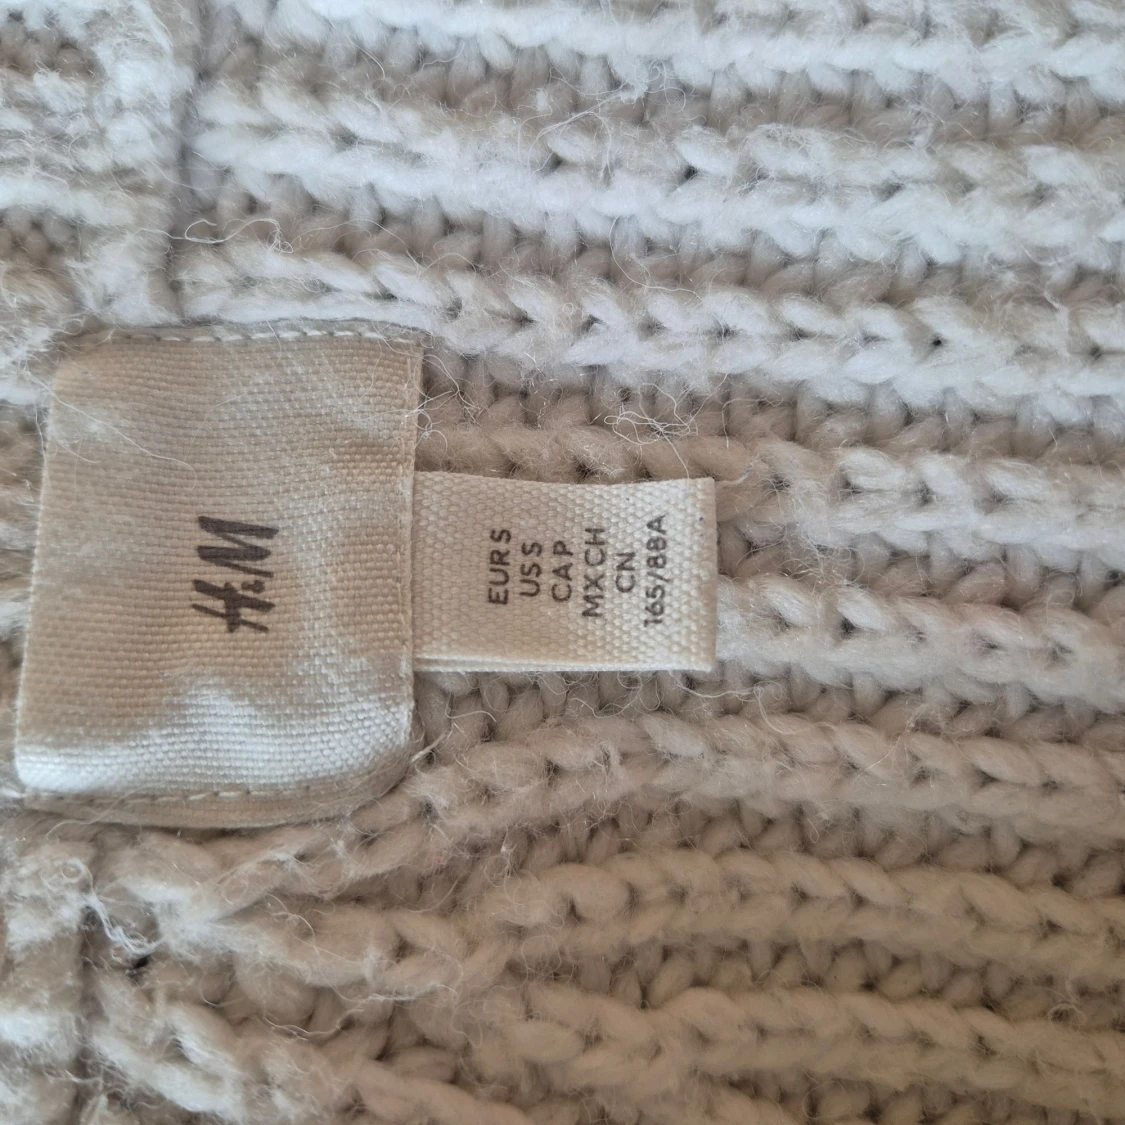 H&M
EUR S
US S
CA P
MX CH
CN
165/88A